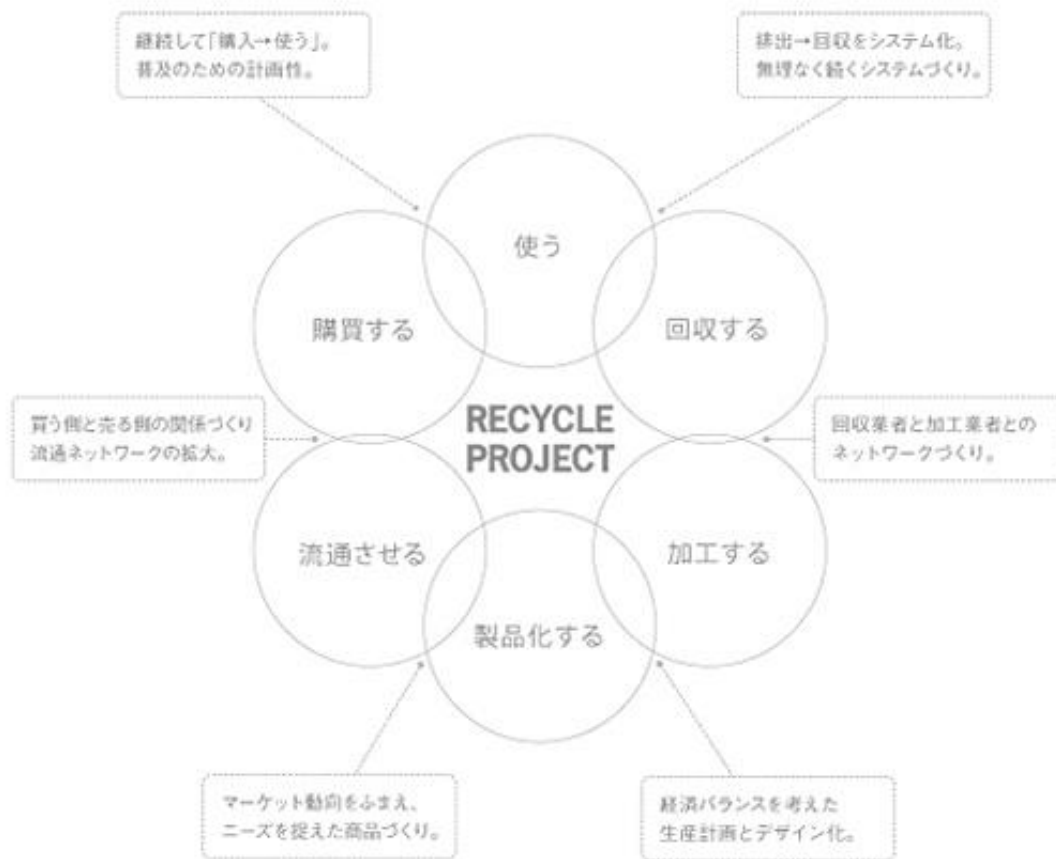 継続して「購入→使う」。
普及のための計画性。
排出→回収をシステム化。
無理なく続くシステムづくり。
使う
購買する
回収する
買う側と売る側の関係づくり
流通ネットワークの拡大。
RECYCLE
PROJECT
回収業者と加工業者との
ネットワークづくり。
流通させる
加工する
製品化する
マーケット動向をふまえ、
ニーズを捉えた商品づくり。
経済バランスを考えた
生産計画とデザイン化。